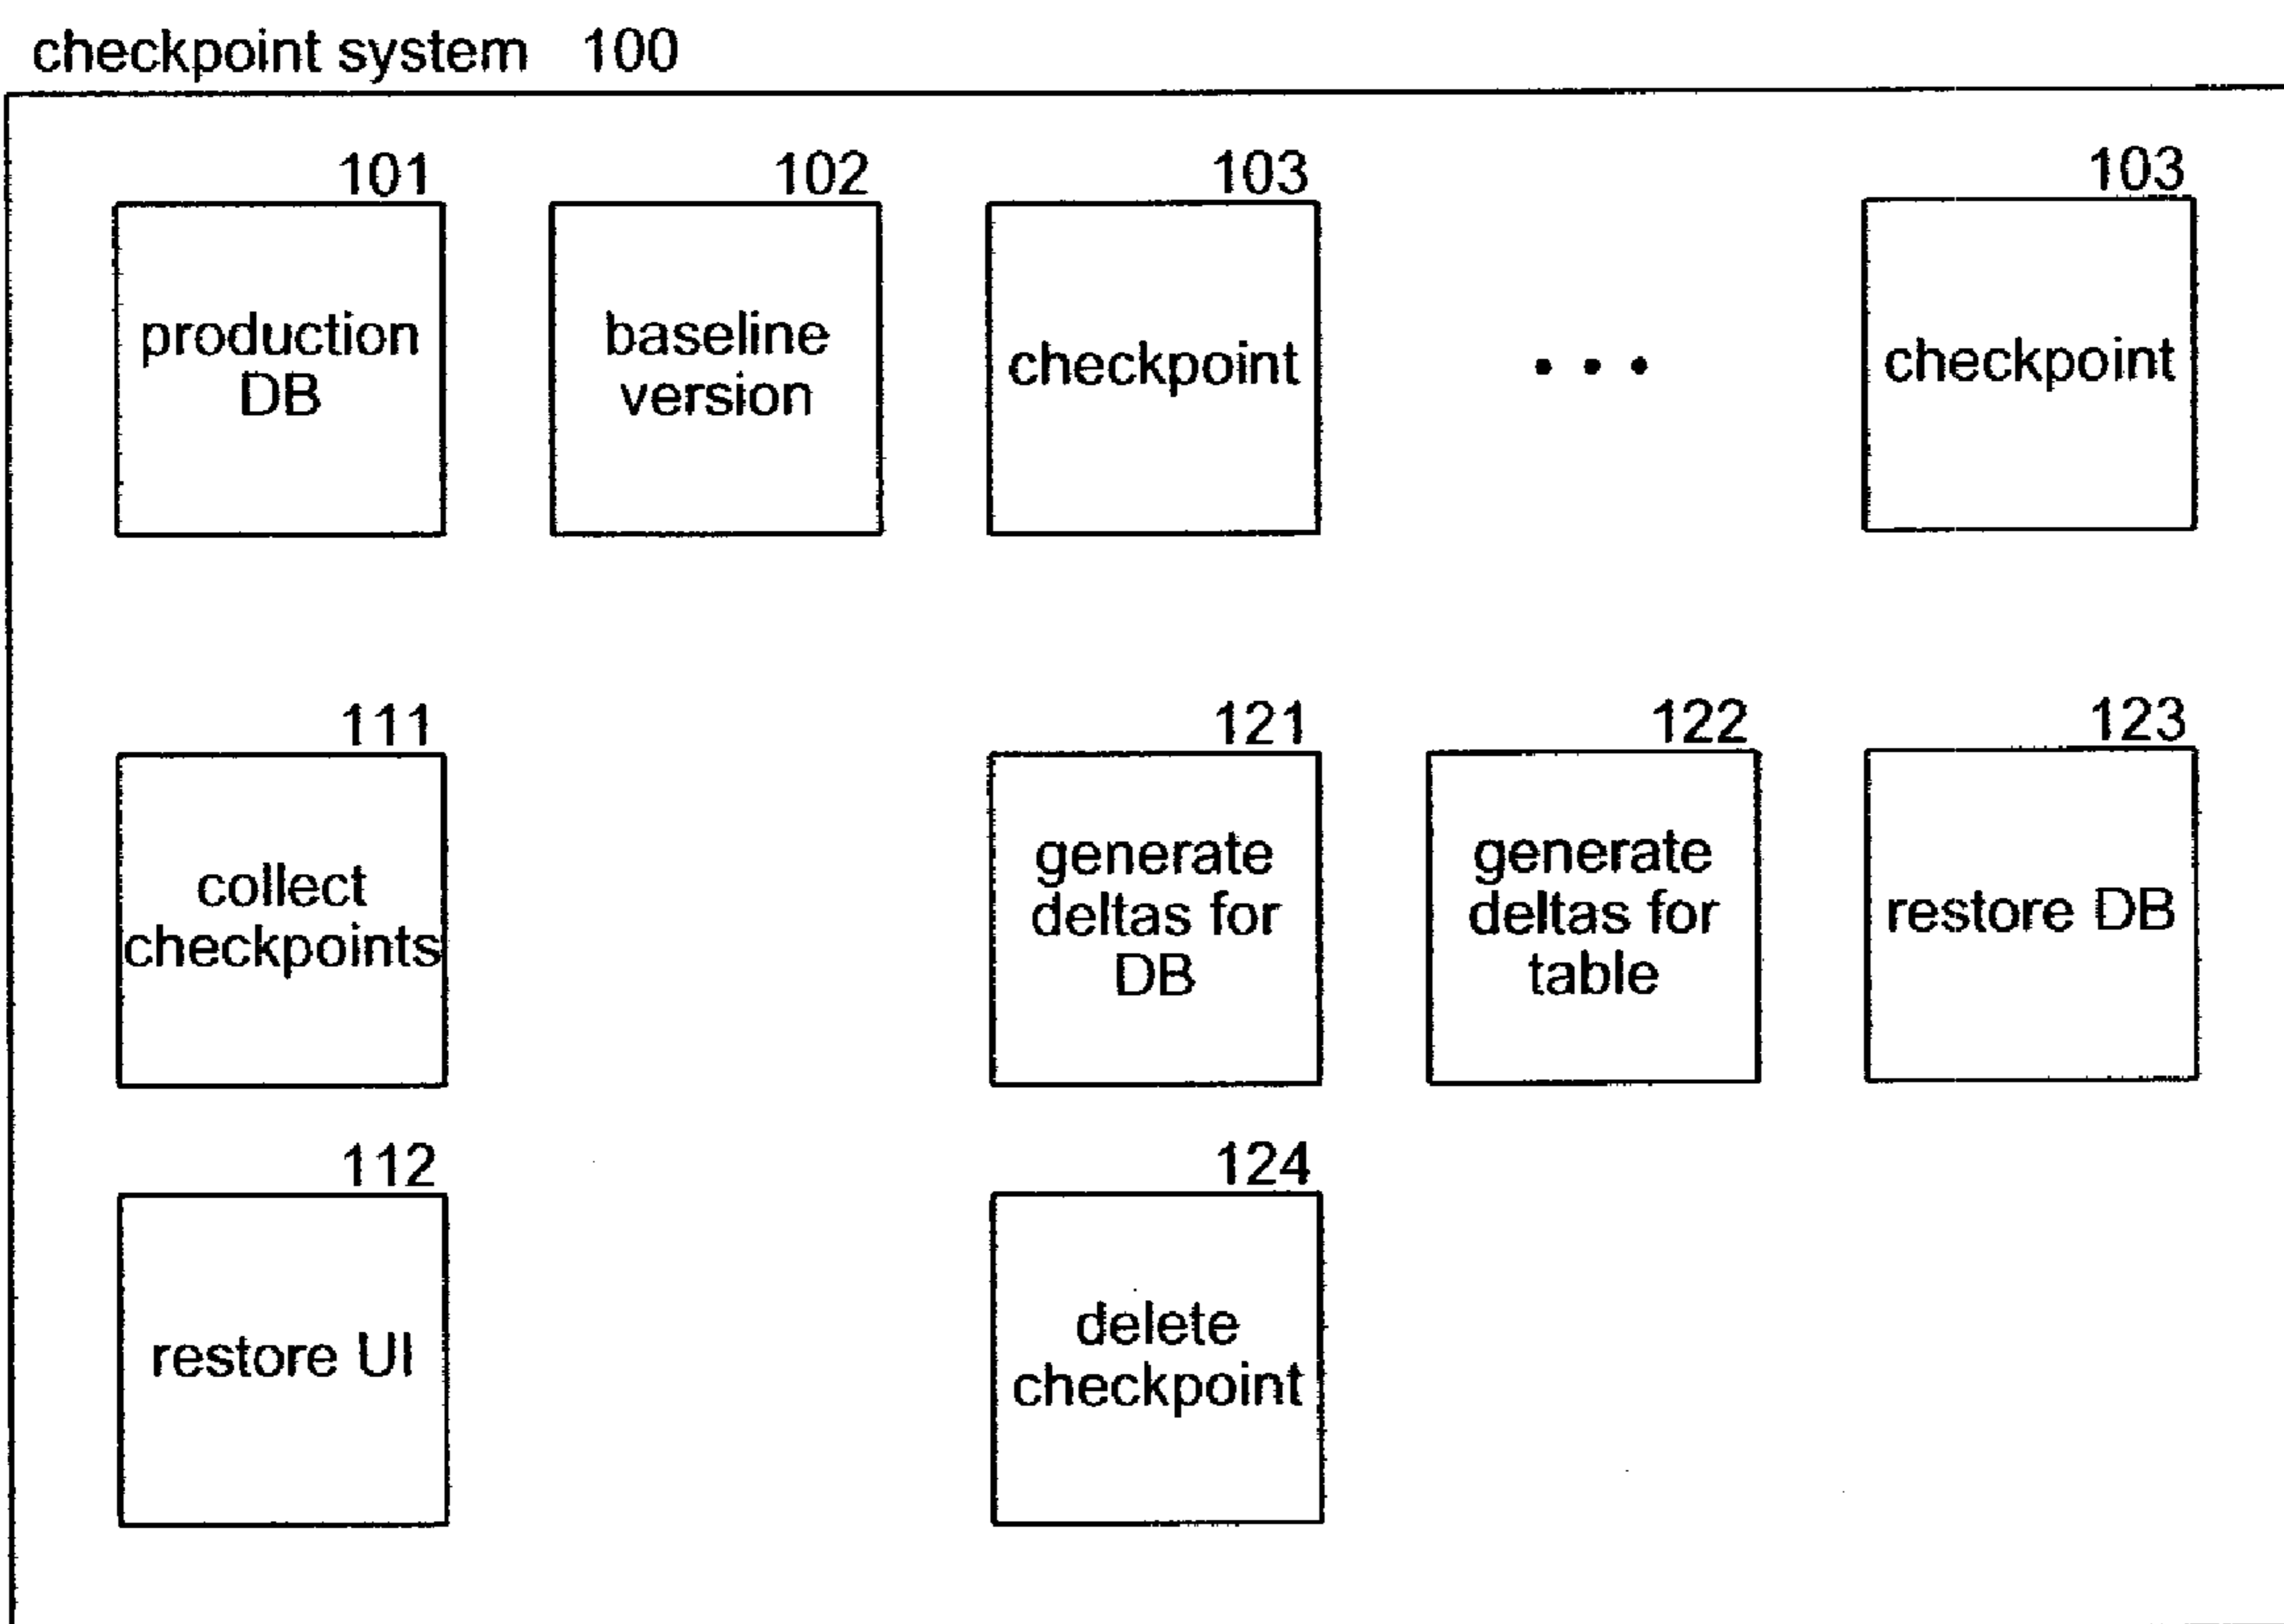 checkpoint system 100
101
102
103
103
production
DB
baseline
version
checkpoint
• • •
checkpoint
111
121
122
123
collect
checkpoints
generate
deltas for
DB
generate
deltas for
table
restore DB
112
124
restore UI
delete
checkpoint